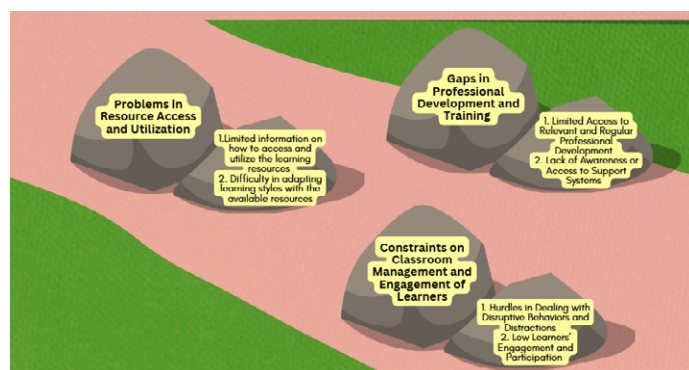 Problems in
Resource Access
and Utilization
1.Limited information on
how to access and
utilize the learning
resources
2. Difficulty in adapting
learning styles with the
available resources
Gaps in
Professional
Development and
Training
1. Limited Access to
Relevant and Regular
Professional
Development
2. Lack of Awareness or
Access to Support
Systems
Constraints on
Classroom
Management and
Engagement of
Learners
1. Hurdles in Dealing with
Disruptive Behaviors and
Distractions
2. Low Learners'
Engagement and
Participation